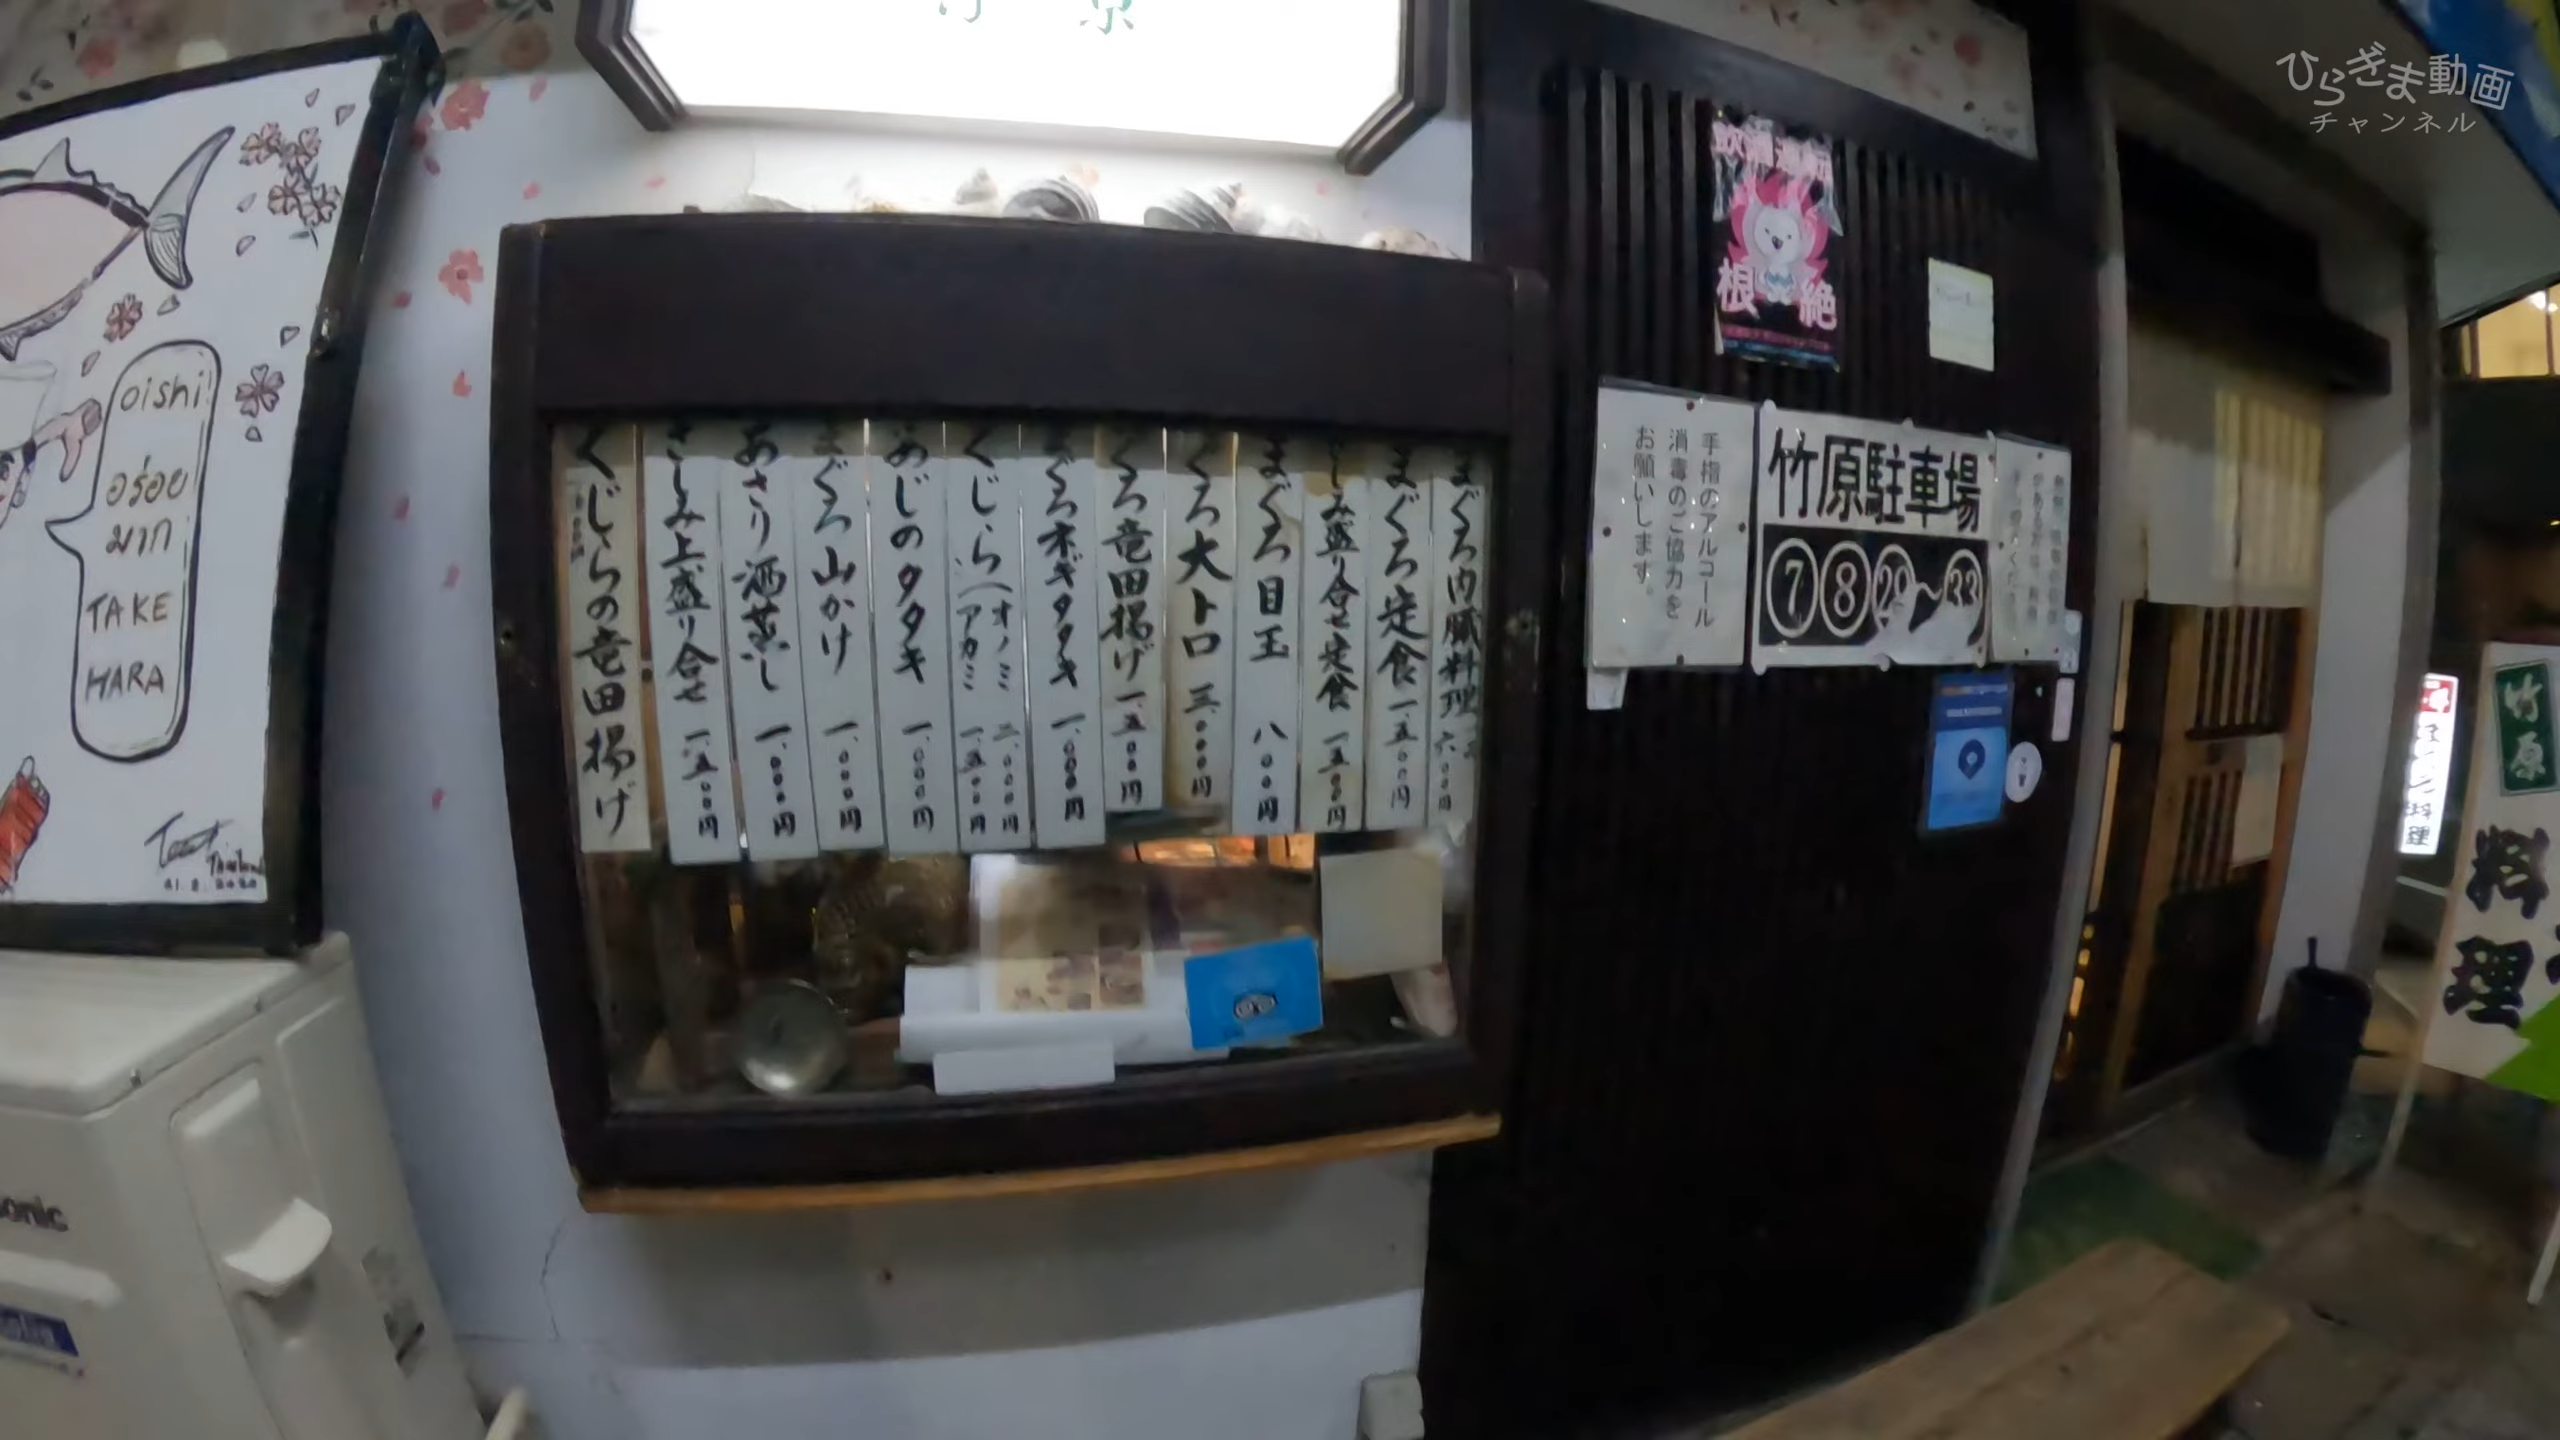 竹原
ひらぎま動画
チャンネル
oishi
อร่อย
มาก
TAKE
HARA
まぐろ内臓料理
まぐろ定食 一、五〇〇円
さしみ盛り合せ定食 一、五〇〇円
まぐろ目玉 八〇〇円
まぐろ大トロ 三、〇〇〇円
まぐろ竜田揚げ 一、五〇〇円
まぐろネギタタキ 一、〇〇〇円
くじら(オノミ 二、〇〇〇円
アカミ 一、五〇〇円
あじのタタキ 一、〇〇〇円
まぐろ山かけ 一、〇〇〇円
あさり酒蒸し 一、〇〇〇円
さしみ上盛り合せ 一、五〇〇円
くじらの竜田揚げ
根絶
手指のアルコール
消毒のご協力を
お願いします。
竹原駐車場
⑦⑧
竹原
料理
料理